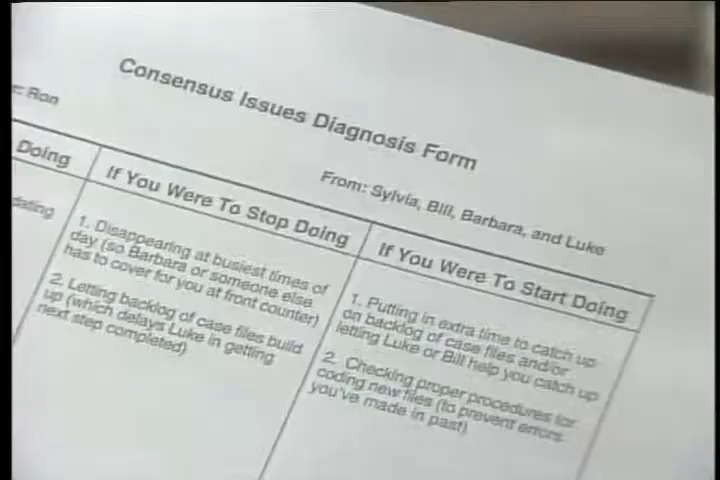 Consensus Issues Diagnosis Form
: Ron
From: Sylvia, Bill, Barbara, and Luke
Doing
If You Were To Stop Doing
If You Were To Start Doing
1. Disappearing at busiest times of
day (so Barbara or someone else
has to cover for you at front counter)
2. Letting backlog of case files build
up (which delays Luke in getting
next step completed)
1. Putting in extra time to catch up
on backlog of case files and/or
letting Luke or Bill help you catch up
2. Checking proper procedures for
coding new files (to prevent errors
you've made in past)